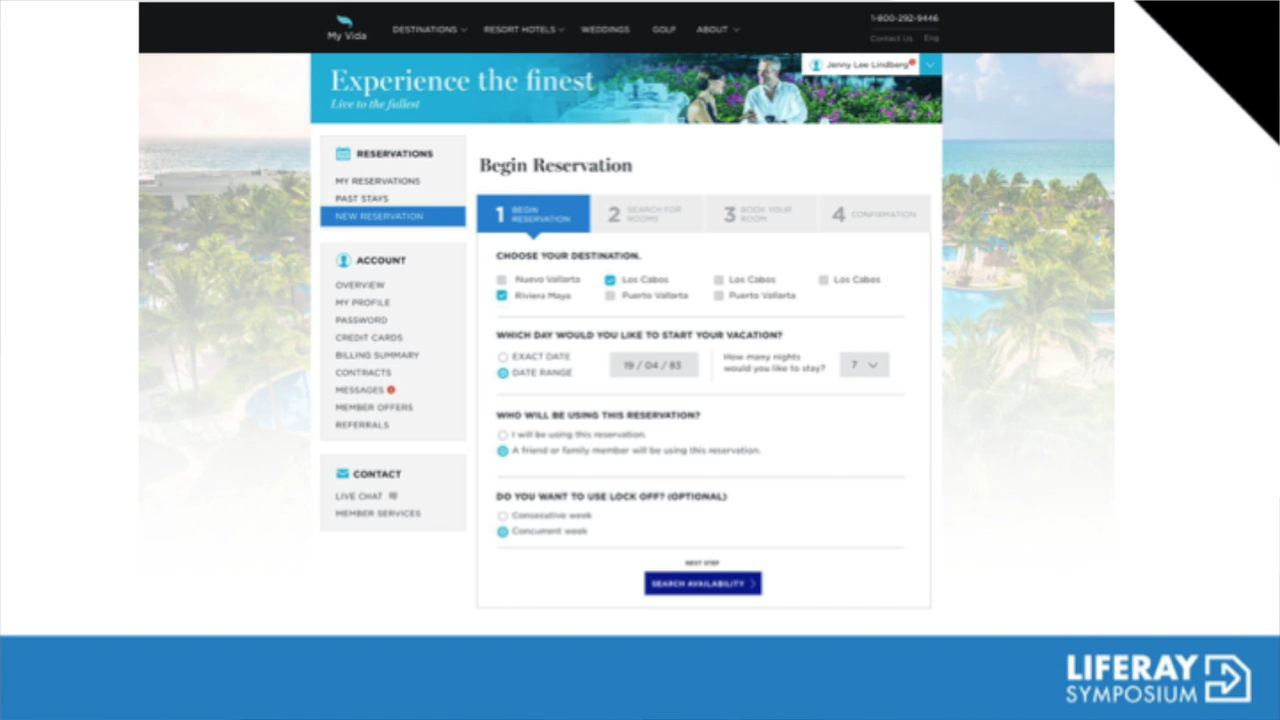 My Vida
DESTINATIONS RESORT HOTELS WEDDINGS GOLF ABOUT
1-800-292-9446
Contact Us Eng
Experience the finest
Live to the fullest
Jenny Lee Lindberg
RESERVATIONS
MY RESERVATIONS
PAST STAYS
NEW RESERVATION
ACCOUNT
OVERVIEW
MY PROFILE
PASSWORD
CREDIT CARDS
BILLING SUMMARY
CONTRACTS
MESSAGES
MEMBER OFFERS
REFERRALS
CONTACT
LIVE CHAT
MEMBER SERVICES
Begin Reservation
1 BEGIN RESERVATION
2 SEARCH FOR ROOMS
3 BOOK YOUR ROOM
4 CONFIRMATION
CHOOSE YOUR DESTINATION.
Nuevo Vallarta Los Cabos Los Cabos Los Cabos
Riviera Maya Puerto Vallarta Puerto Vallarta
WHICH DAY WOULD YOU LIKE TO START YOUR VACATION?
EXACT DATE
DATE RANGE
19 / 04 / 83
How many nights
would you like to stay?
7
WHO WILL BE USING THIS RESERVATION?
I will be using this reservation.
A friend or family member will be using this reservation.
DO YOU WANT TO USE LOCK OFF? (OPTIONAL)
Consecutive week
Concurrent week
NEXT STEP
SEARCH AVAILABILITY
LIFERAY
SYMPOSIUM